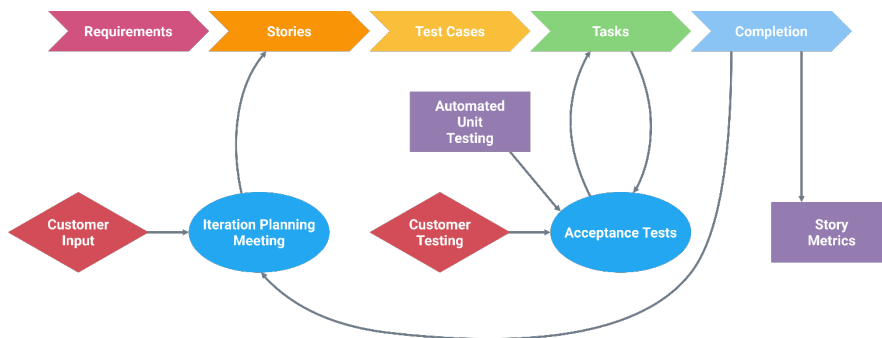 Requirements
Stories
Test Cases
Tasks
Completion
Automated
Unit
Testing
Customer
Input
Iteration Planning
Meeting
Customer
Testing
Acceptance Tests
Story
Metrics